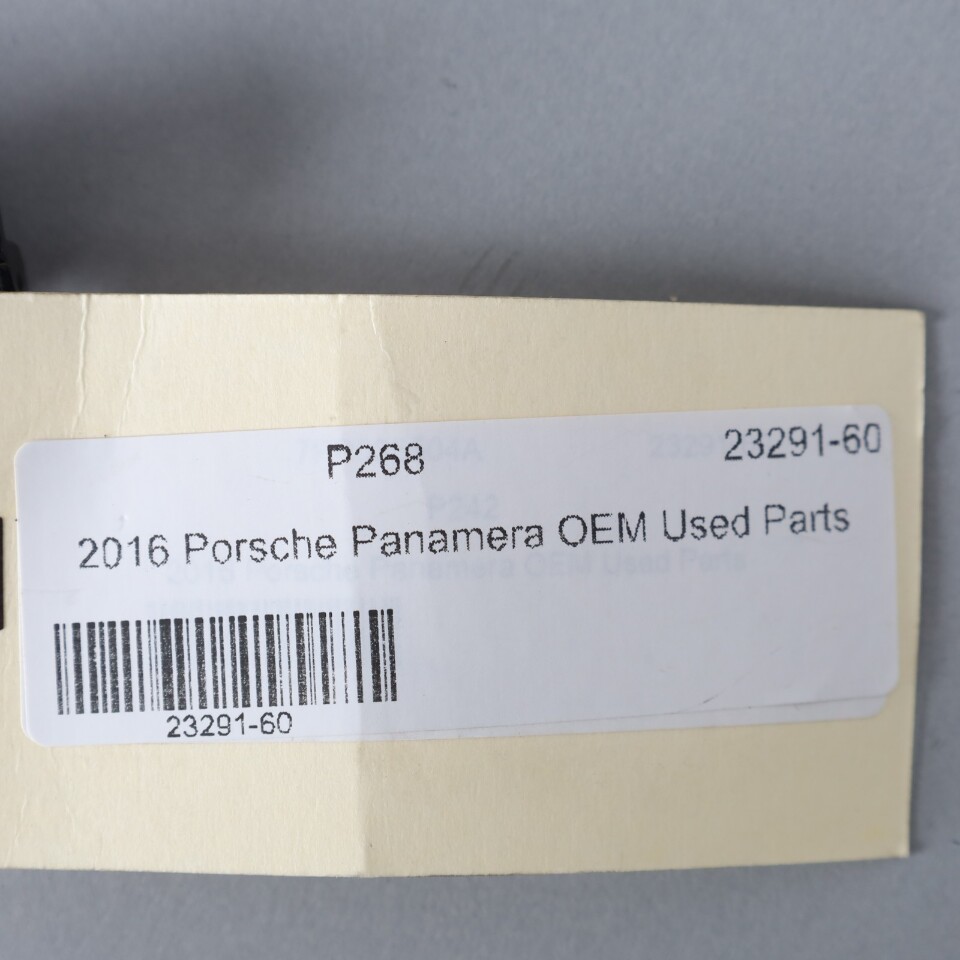 P268 23291-60
2016 Porsche Panamera OEM Used Parts
23291-60